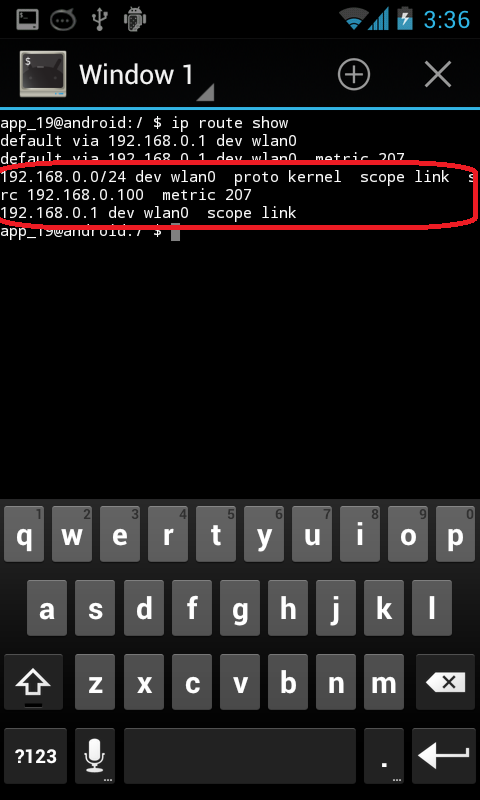 3:36
$
Window 1
app_19@android:/ $ ip route show
default via 192.168.0.1 dev wlan0
default via 192.168.0.1 dev wlan0  metric 207
192.168.0.0/24 dev wlan0  proto kernel  scope link  s
rc 192.168.0.100  metric 207
192.168.0.1 dev wlan0  scope link
app_19@android:/ $
1 2 3 4 5 6 7 8 9 0
q w e r t y u i o p
a s d f g h j k l
z x c v b n m
?123 ... . ...